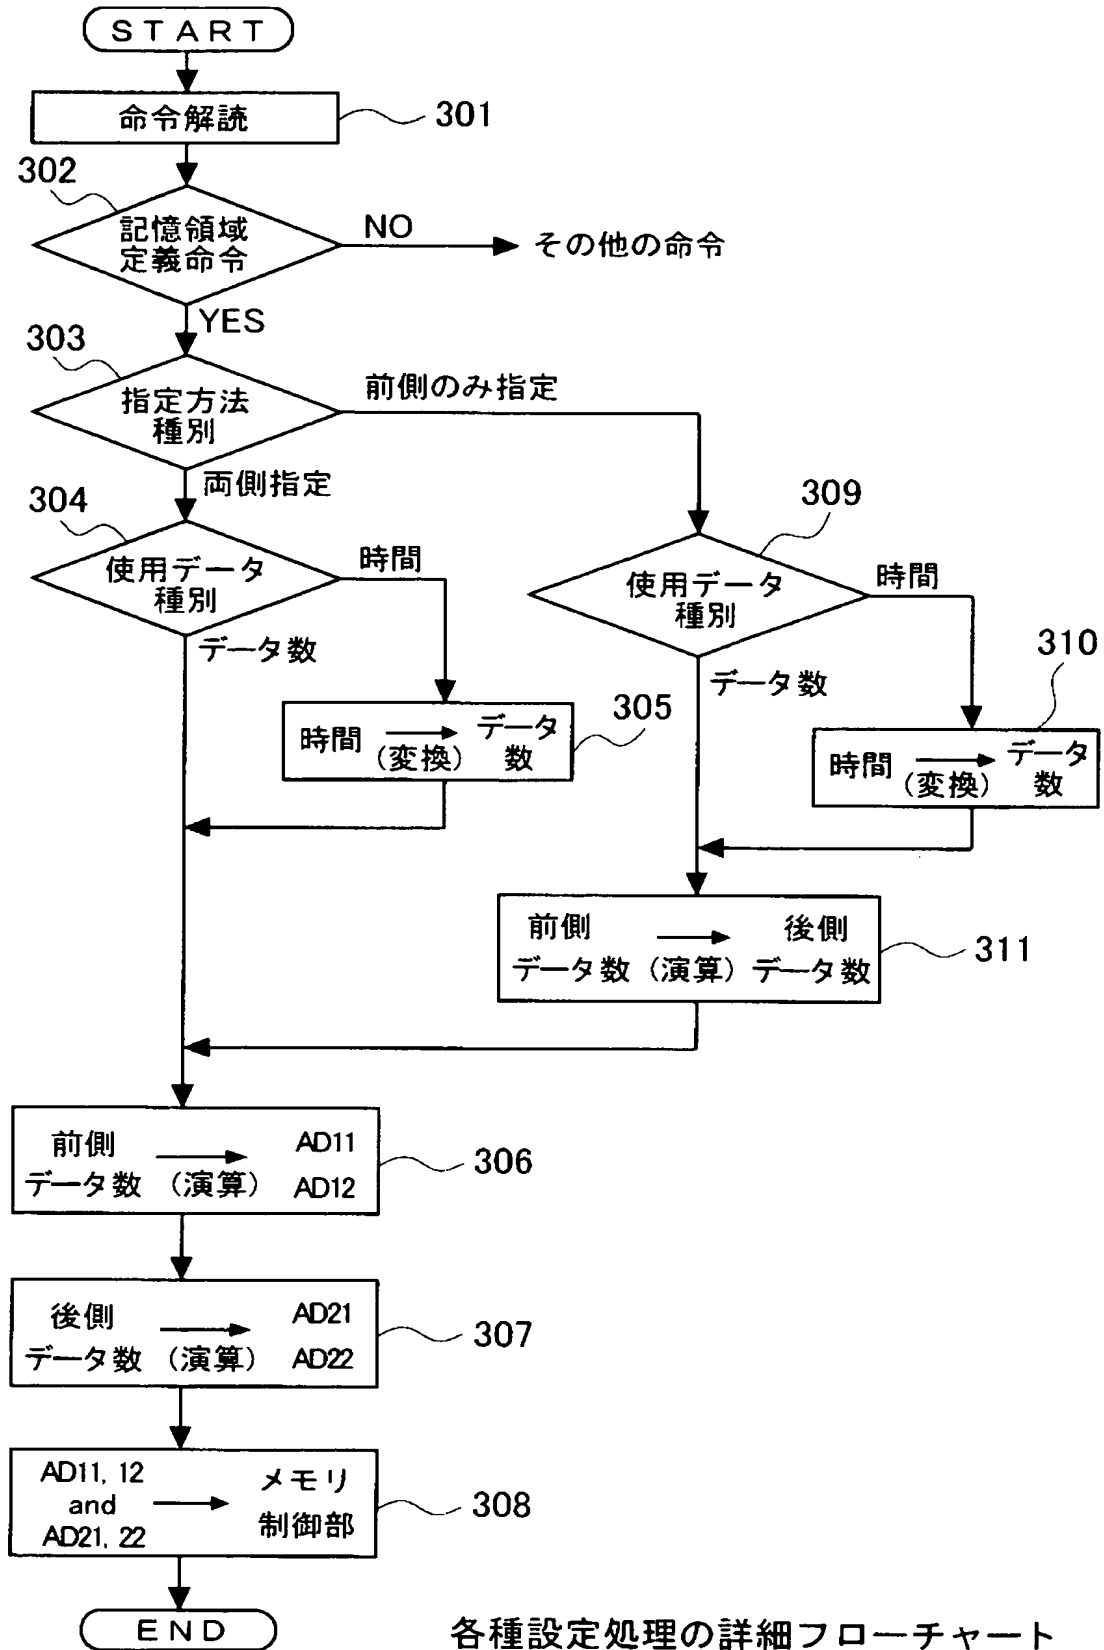 START
命令解読
301
302
記憶領域
定義命令
NO
その他の命令
YES
303
指定方法
種別
前側のみ指定
両側指定
304
使用データ
種別
時間
データ数
309
使用データ
種別
時間
データ数
305
時間 (変換) データ
数
310
時間 (変換) データ
数
前側 後側
データ数 (演算) データ数
311
前側 AD11
データ数 (演算) AD12
306
後側 AD21
データ数 (演算) AD22
307
AD11, 12 メモリ
and
AD21, 22 制御部
308
END
各種設定処理の詳細フローチャート